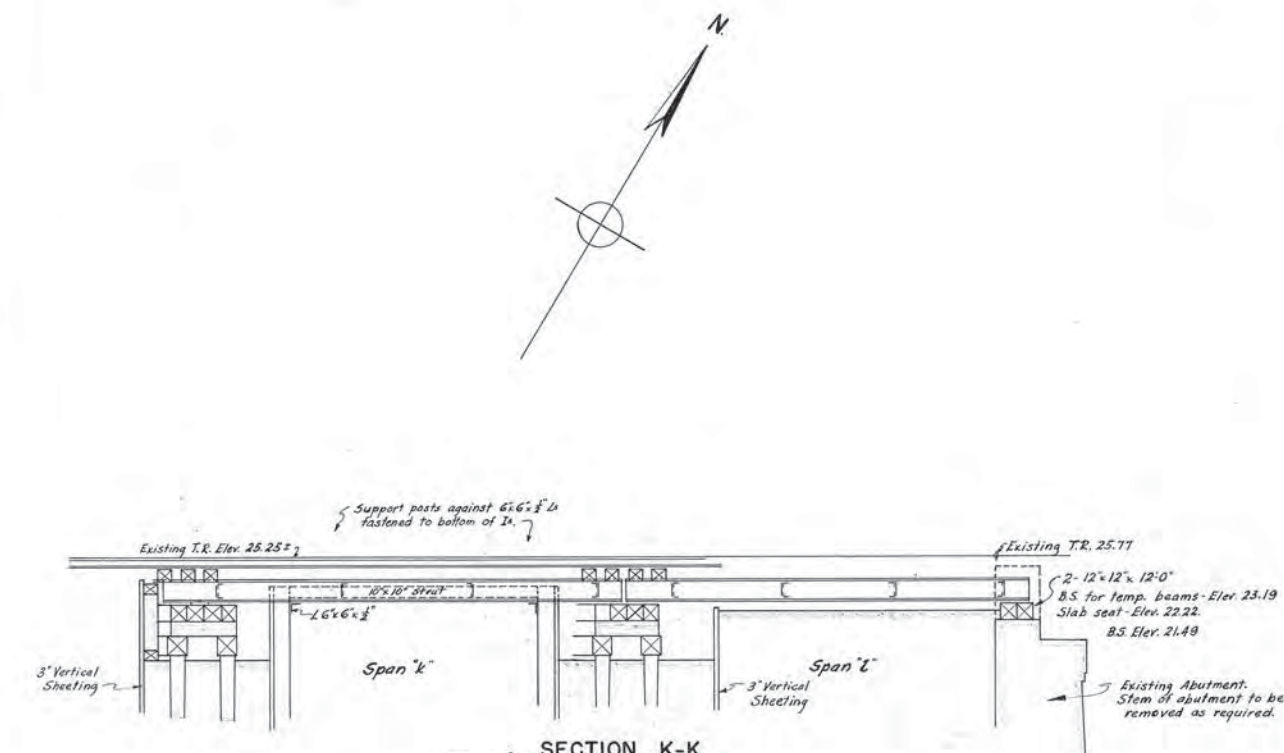 N.
Support posts against 6"x6"x½" Ls
fastened to bottom of Is.
Existing T.R. Elev. 25.25±
Existing T.R. 25.77
2-12"x12"x12'-0"
B.S. for temp. beams-Elev. 23.19
Slab seat-Elev. 22.22
B.S. Elev. 21.49
10"x10" Strut
L6"x6"x½"
3" Vertical
Sheeting
Span "k"
3" Vertical
Sheeting
Span "l"
Existing Abutment.
Stem of abutment to be
removed as required.
SECTION K-K